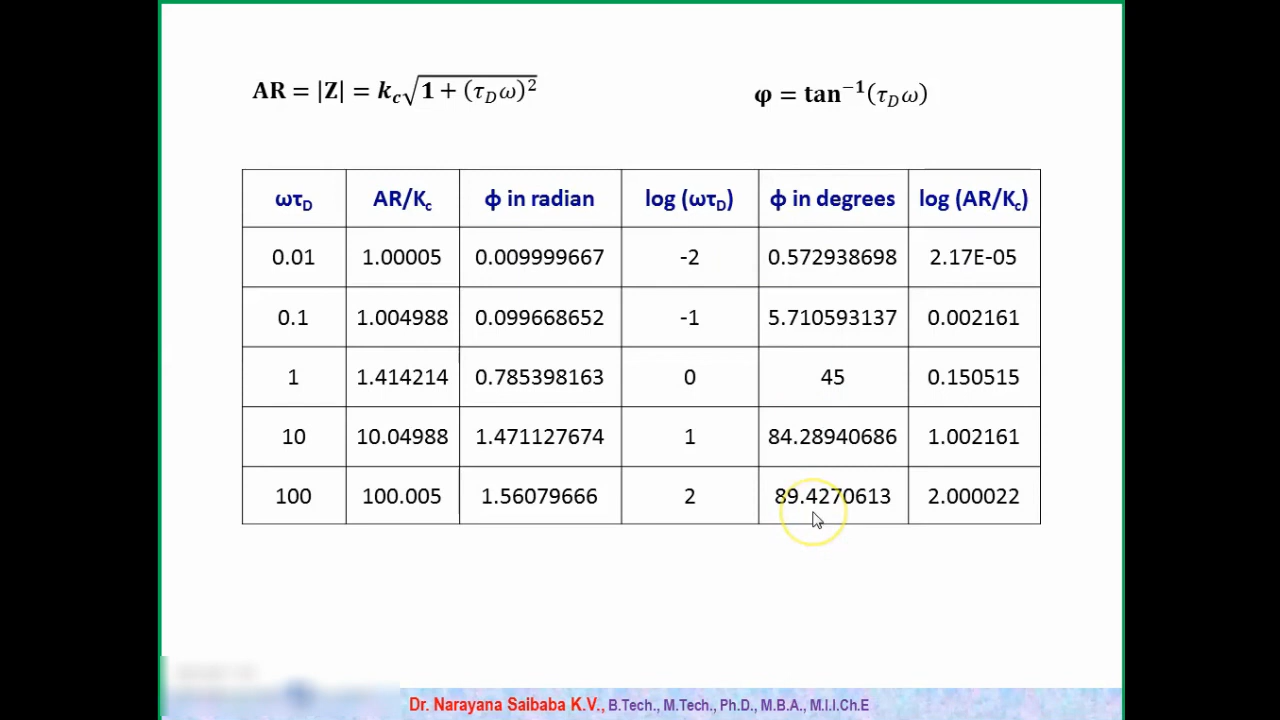 AR = |Z| = k_c√1 + (τ_Dω)²
φ = tan⁻¹(τ_Dω)
ωτ_D AR/K_c ϕ in radian log (ωτ_D) ϕ in degrees log (AR/K_c)
0.01 1.00005 0.009999667 -2 0.572938698 2.17E-05
0.1 1.004988 0.099668652 -1 5.710593137 0.002161
1 1.414214 0.785398163 0 45 0.150515
10 10.04988 1.471127674 1 84.28940686 1.002161
100 100.005 1.56079666 2 89.4270613 2.000022
Dr. Narayana Saibaba K.V., B.Tech., M.Tech., Ph.D., M.B.A., M.I.I.Ch.E